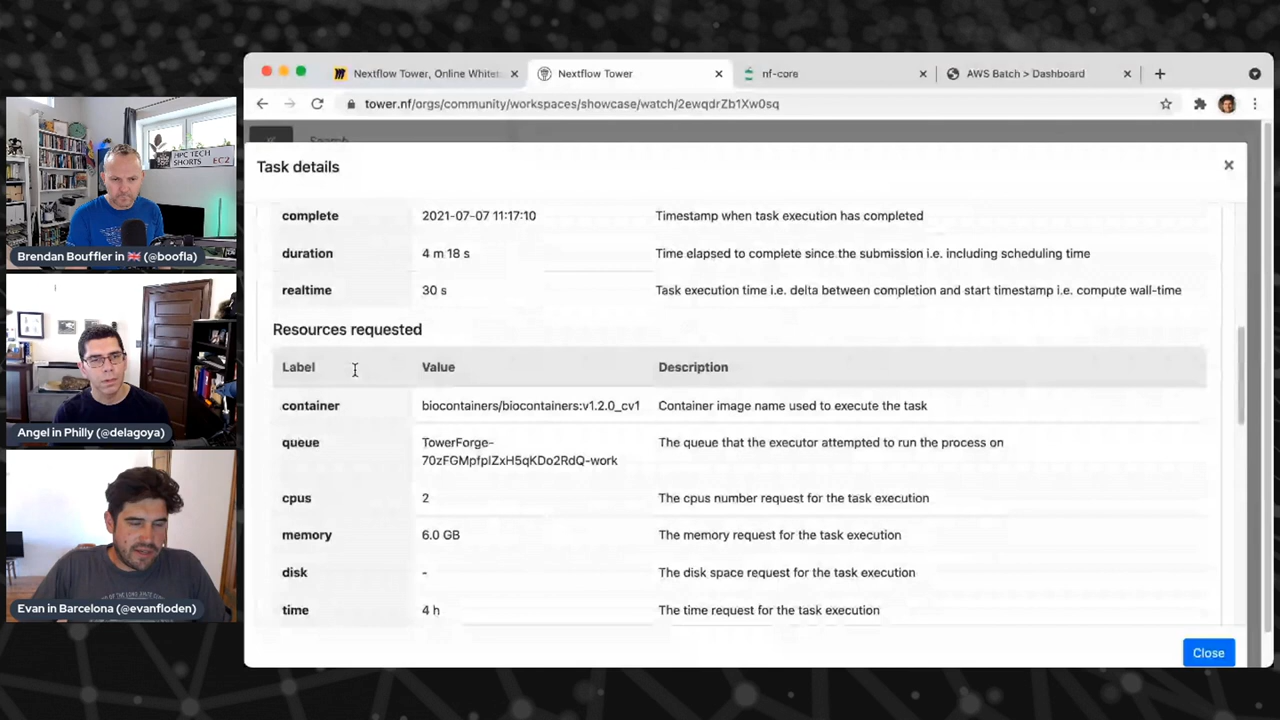 Nextflow Tower, Online Whitebo
Nextflow Tower
nf-core
AWS Batch > Dashboard
tower.nf/orgs/community/workspaces/showcase/watch/2ewqdrZb1Xw0sq
Search
Task details
complete 2021-07-07 11:17:10 Timestamp when task execution has completed
duration 4 m 18 s Time elapsed to complete since the submission i.e. including scheduling time
realtime 30 s Task execution time i.e. delta between completion and start timestamp i.e. compute wall-time
Resources requested
Label Value Description
container biocontainers/biocontainers:v1.2.0_cv1 Container image name used to execute the task
queue TowerForge-
70zFGMpfplZxH5qKDo2RdQ-work The queue that the executor attempted to run the process on
cpus 2 The cpus number request for the task execution
memory 6.0 GB The memory request for the task execution
disk - The disk space request for the task execution
time 4 h The time request for the task execution
Close
HPC TECH
SHORTS EC2
Brendan Bouffler in 🇬🇧 (@boofla)
Angel in Philly (@delagoya)
Evan in Barcelona (@evanfloden)